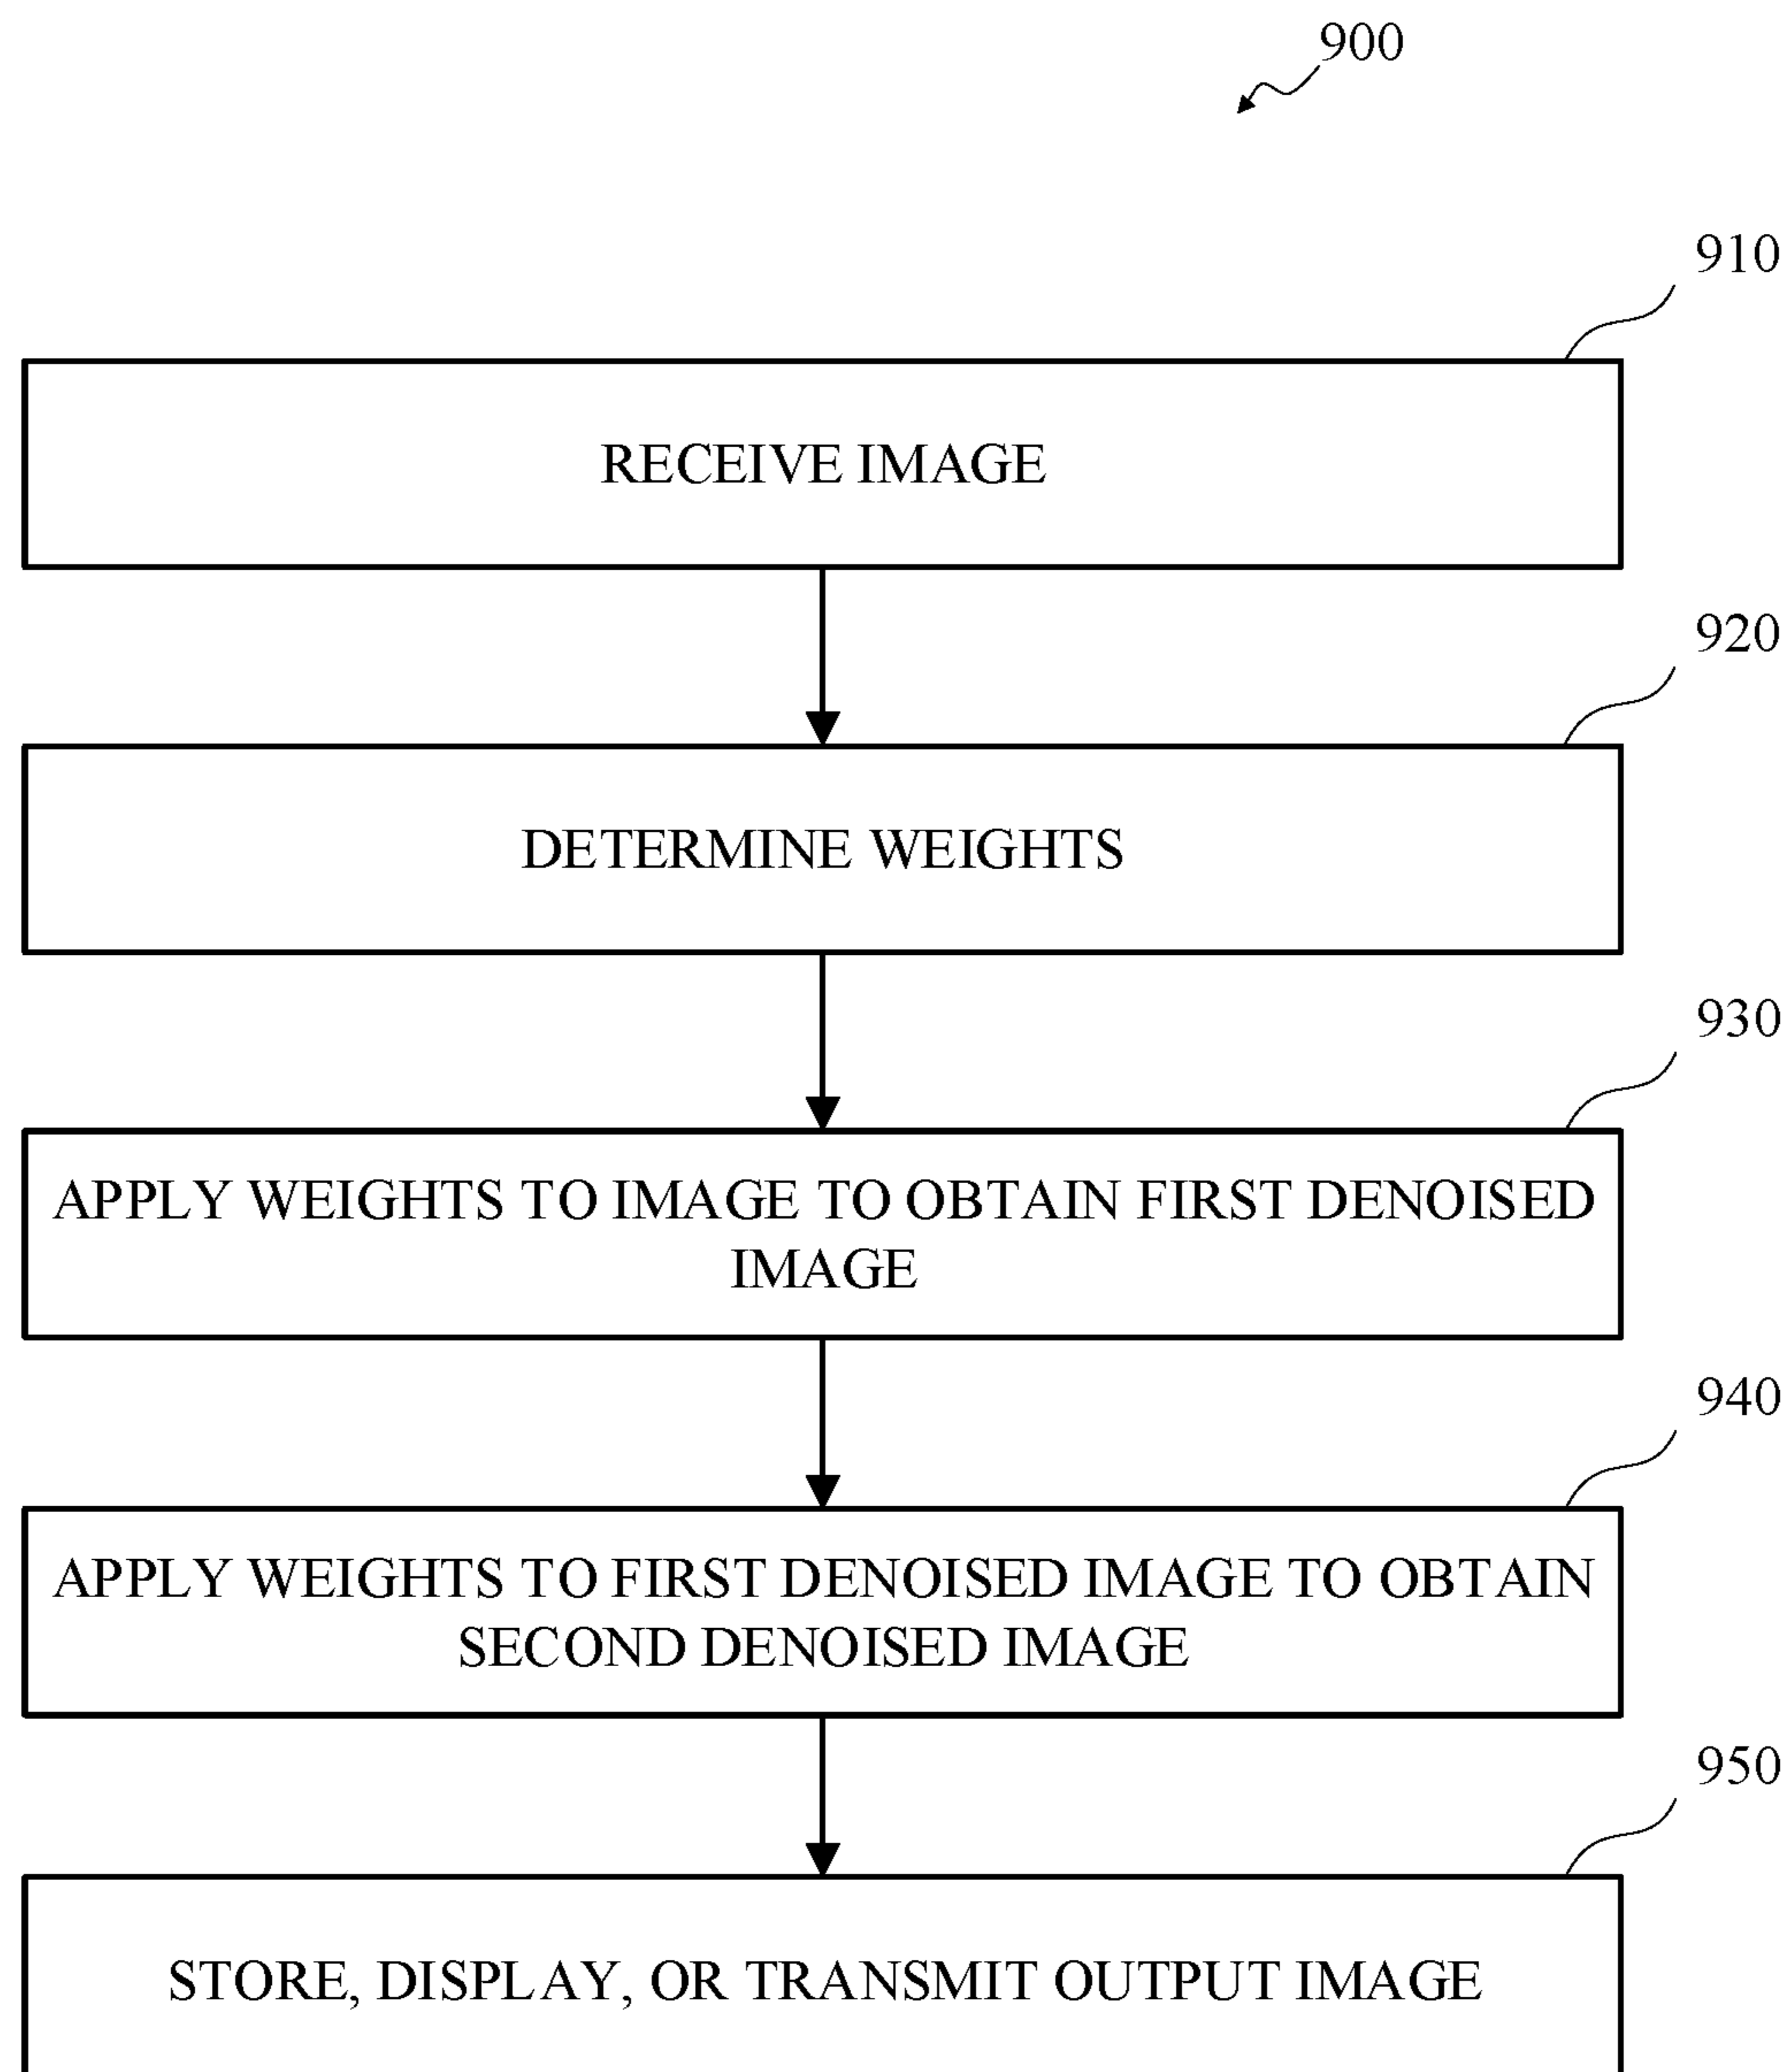 900
910
RECEIVE IMAGE
920
DETERMINE WEIGHTS
930
APPLY WEIGHTS TO IMAGE TO OBTAIN FIRST DENOISED
IMAGE
940
APPLY WEIGHTS TO FIRST DENOISED IMAGE TO OBTAIN
SECOND DENOISED IMAGE
950
STORE, DISPLAY, OR TRANSMIT OUTPUT IMAGE